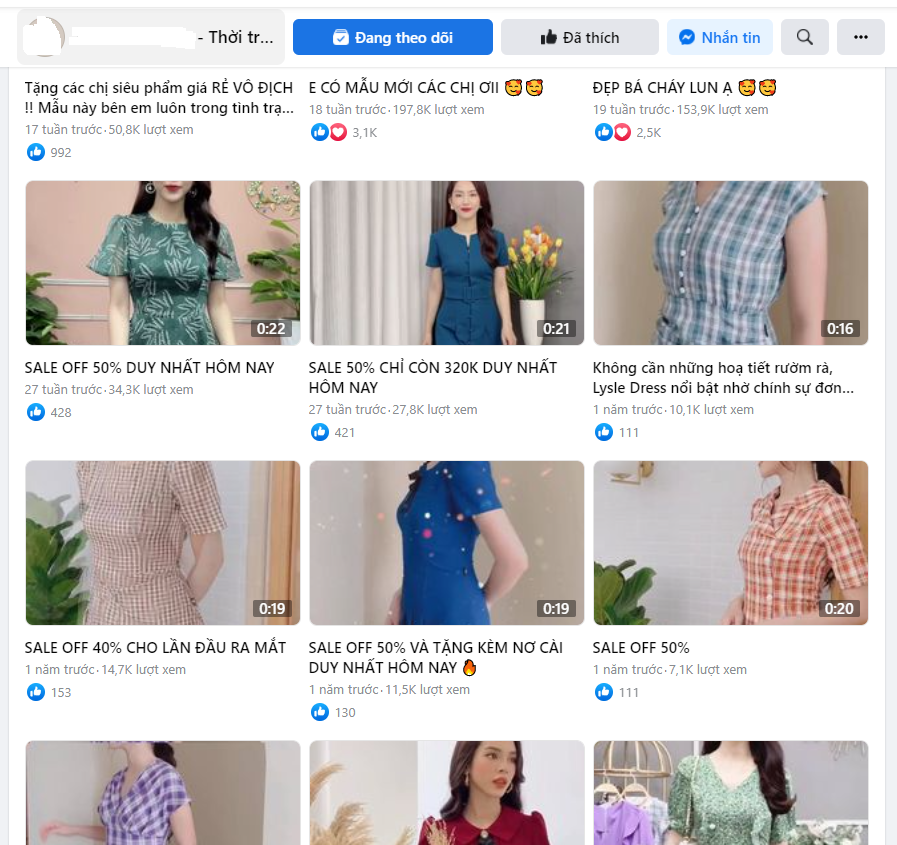 - Thời tr...
Đang theo dõi
Đã thích
Nhắn tin
Tặng các chị siêu phẩm giá RẺ VÔ ĐỊCH
!! Mẫu này bên em luôn trong tình trạ...
17 tuần trước · 50,8K lượt xem
992
E CÓ MẪU MỚI CÁC CHỊ ƠII 🥰🥰
18 tuần trước · 197,8K lượt xem
3,1K
ĐẸP BÁ CHÁY LUN Ạ 🥰🥰
19 tuần trước · 153,9K lượt xem
2,5K
0:22
SALE OFF 50% DUY NHẤT HÔM NAY
27 tuần trước · 34,3K lượt xem
428
0:21
SALE 50% CHỈ CÒN 320K DUY NHẤT
HÔM NAY
27 tuần trước · 27,8K lượt xem
421
0:16
Không cần những hoạ tiết rườm rà,
Lysle Dress nổi bật nhờ chính sự đơn...
1 năm trước · 10,1K lượt xem
111
0:19
SALE OFF 40% CHO LẦN ĐẦU RA MẮT
1 năm trước · 14,7K lượt xem
153
0:19
SALE OFF 50% VÀ TẶNG KÈM NƠ CÀI
DUY NHẤT HÔM NAY 🔥
1 năm trước · 11,5K lượt xem
130
0:20
SALE OFF 50%
1 năm trước · 7,1K lượt xem
111